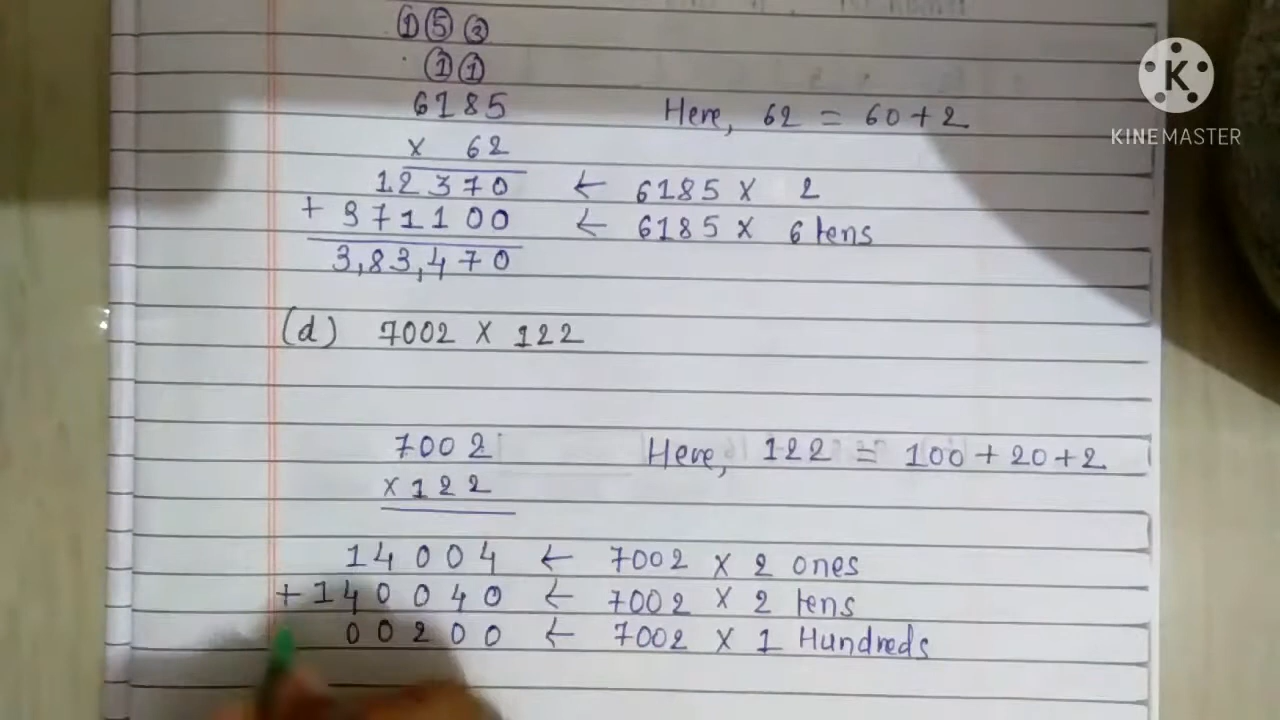 1 5 3
1 1
6185 Here, 62 = 60 + 2
x 62
12370 ← 6185 x 2
+ 371100 ← 6185 x 6 tens
3,83,470
(d) 7002 x 122
7002 Here, 122 = 100 + 20 + 2
x 122
14004 ← 7002 x 2 ones
+ 140040 ← 7002 x 2 tens
00200 ← 7002 x 1 Hundreds
K
KINEMASTER